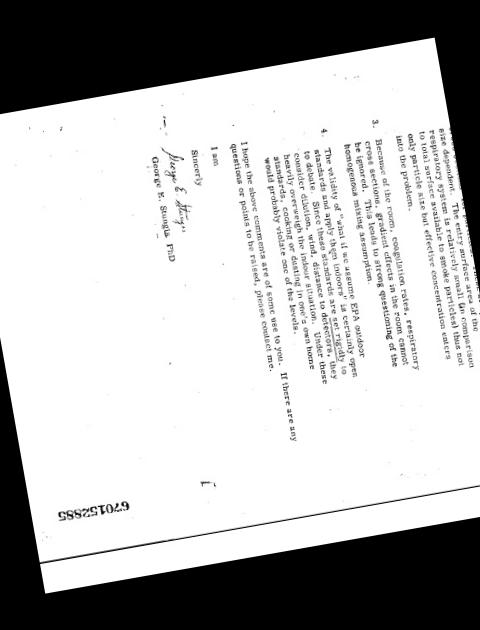 size dependent. The entry surface area of the
respiratory system is relatively small (in comparison
to total surface available to smoke particles) thus not
only particle size but effective concentration enters
into the problem.
3. Because of the room, coagulation rates, respiratory
cross sections, gradient effects in the room cannot
be ignored. This leads to strong questioning of the
homogenous mixing assumption.
4. The validity of "what if we assume EPA outdoor
standards and apply them indoors" is certainly open
to debate. Since these standards are set rigidly to
consider dilution, wind, distance to detectors, they
heavily overweigh the indoor situation. Under these
standards, cooking or dusting in one's own home
would probably violate one of the levels.
I hope the above comments are of some use to you. If there are any
questions or points to be raised, please contact me.
I am
Sincerely
George E.
George E. PhD
670152885